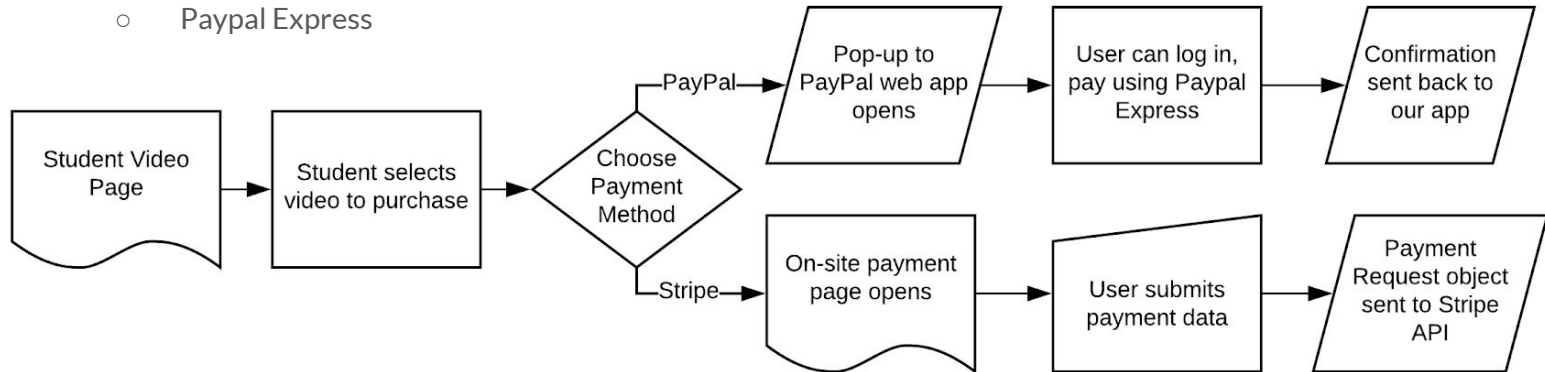 ○ Paypal Express
Student Video
Page
Student selects
video to purchase
Choose
Payment
Method
PayPal
Pop-up to
PayPal web app
opens
User can log in,
pay using Paypal
Express
Confirmation
sent back to
our app
Stripe
On-site payment
page opens
User submits
payment data
Payment
Request object
sent to Stripe
API